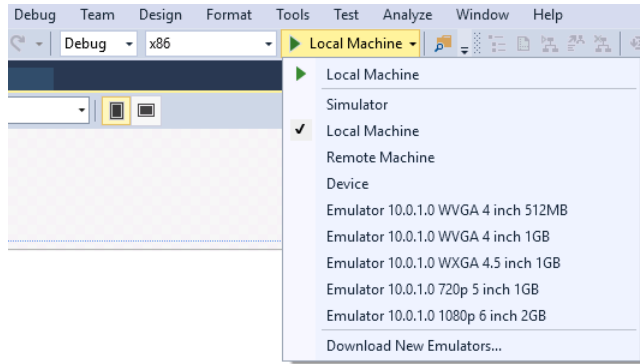 Debug Team Design Format Tools Test Analyze Window Help
Debug x86 Local Machine
Local Machine
Simulator
Local Machine
Remote Machine
Device
Emulator 10.0.1.0 WVGA 4 inch 512MB
Emulator 10.0.1.0 WVGA 4 inch 1GB
Emulator 10.0.1.0 WXGA 4.5 inch 1GB
Emulator 10.0.1.0 720p 5 inch 1GB
Emulator 10.0.1.0 1080p 6 inch 2GB
Download New Emulators...